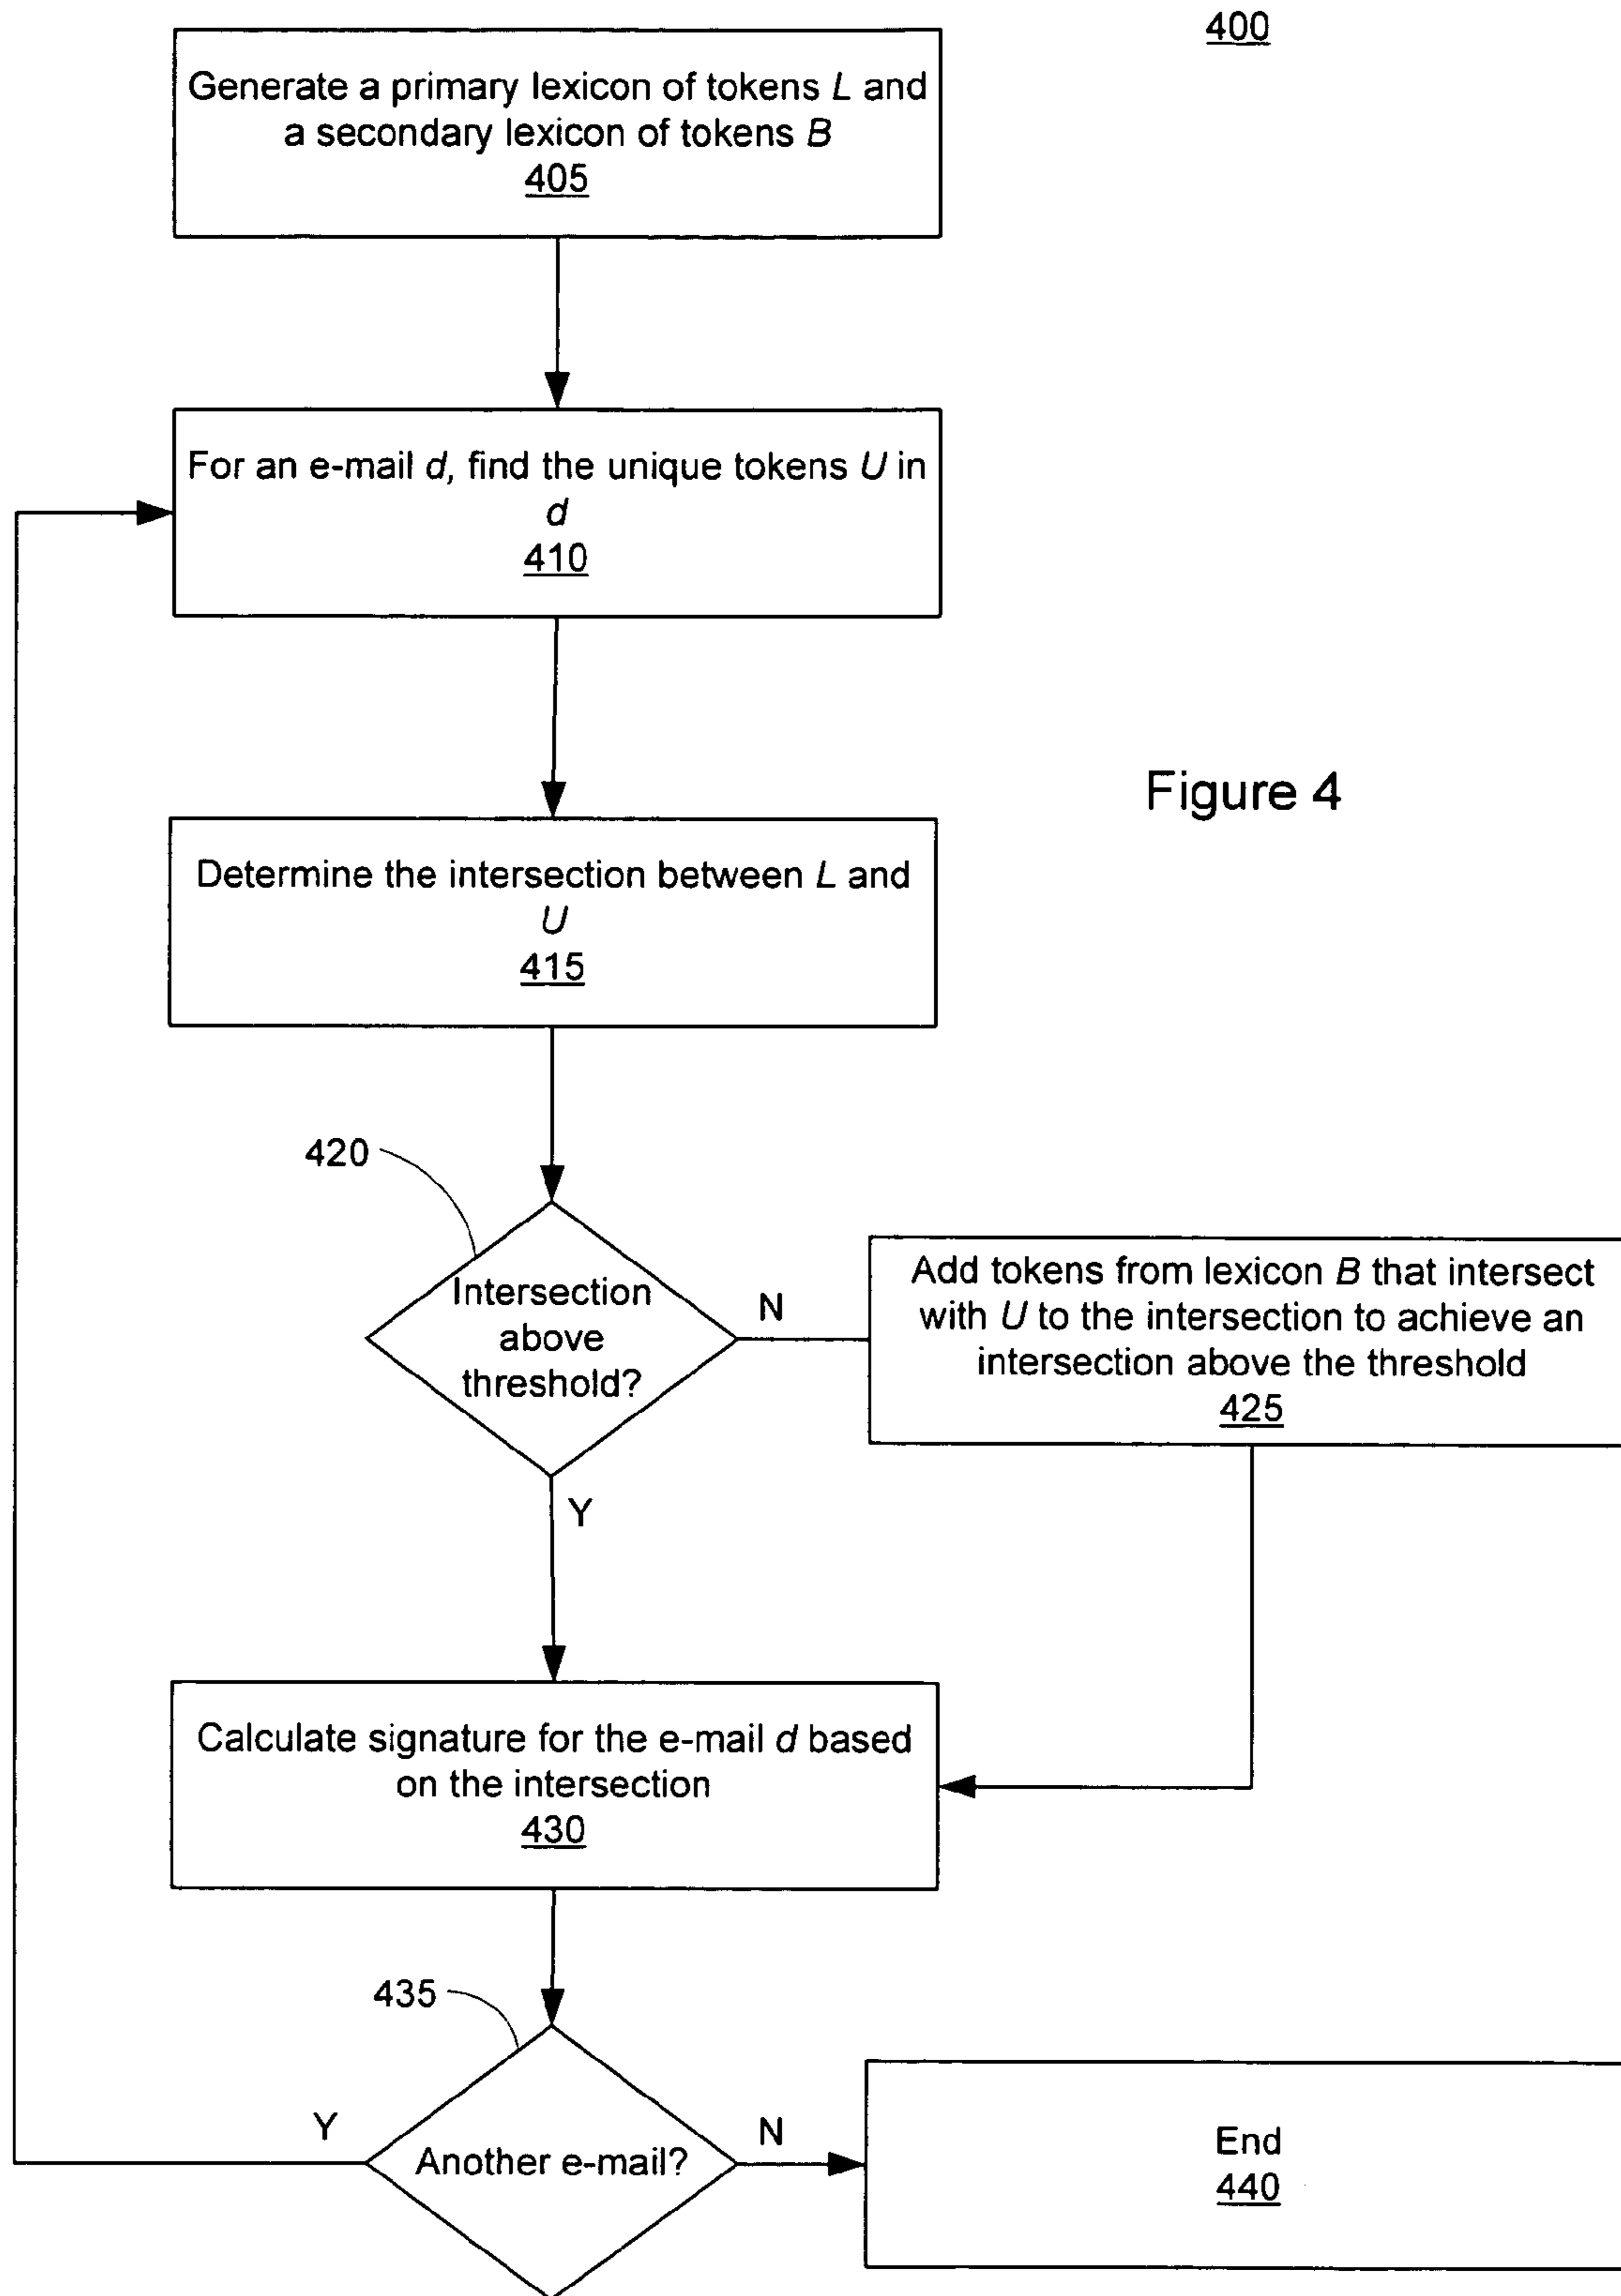 400
Generate a primary lexicon of tokens L and
a secondary lexicon of tokens B
405
For an e-mail d, find the unique tokens U in
d
410
Figure 4
Determine the intersection between L and
U
415
420
Intersection
above
threshold?
N
Add tokens from lexicon B that intersect
with U to the intersection to achieve an
intersection above the threshold
425
Y
Calculate signature for the e-mail d based
on the intersection
430
435
Y
Another e-mail?
N
End
440